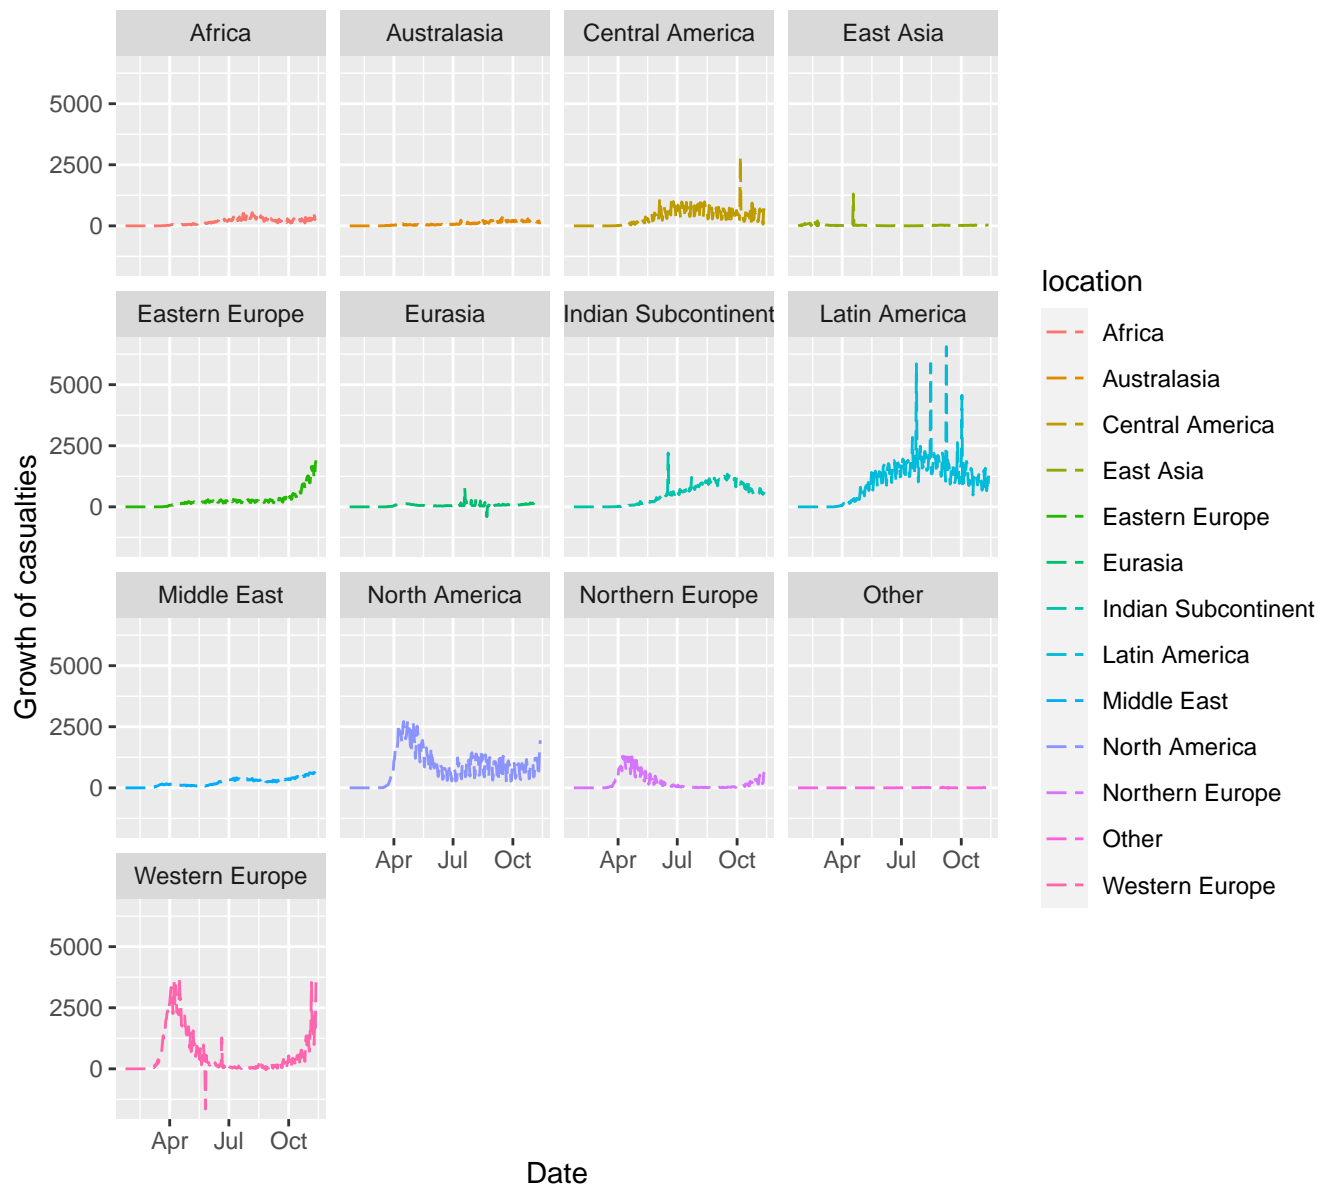 Africa
Australasia
Central America
East Asia
5000
2500
0
Eastern Europe
Eurasia
Indian Subcontinent
Latin America
5000
2500
0
Middle East
North America
Northern Europe
Other
5000
2500
0
Apr Jul Oct
Apr Jul Oct
Apr Jul Oct
Western Europe
5000
2500
0
Apr Jul Oct
Growth of casualties
Date
location
Africa
Australasia
Central America
East Asia
Eastern Europe
Eurasia
Indian Subcontinent
Latin America
Middle East
North America
Northern Europe
Other
Western Europe